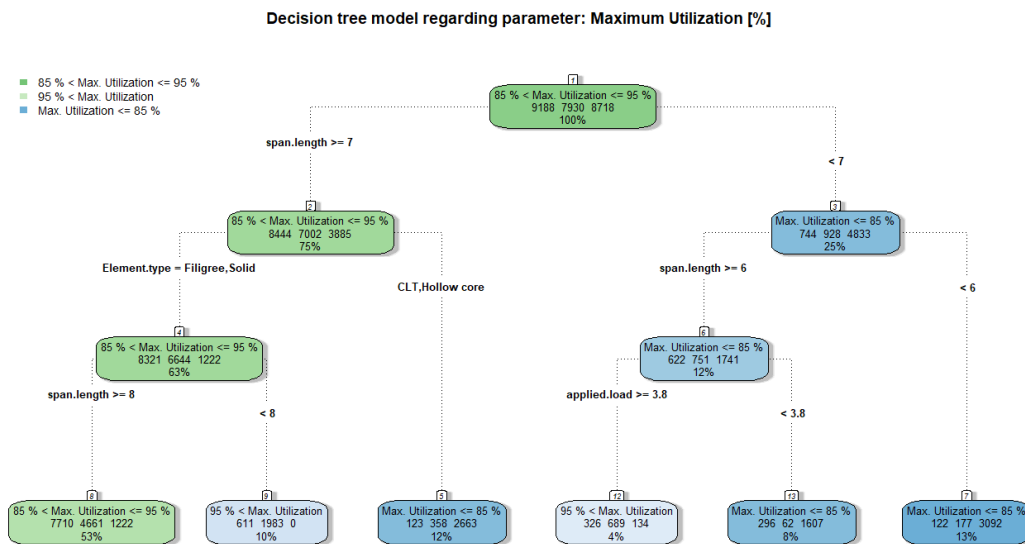 Decision tree model regarding parameter: Maximum Utilization [%]
85 % < Max. Utilization <= 95 %
95 % < Max. Utilization
Max. Utilization <= 85 %
1
85 % < Max. Utilization <= 95 %
9188 7930 8718
100%
span.length >= 7
< 7
2
85 % < Max. Utilization <= 95 %
8444 7002 3885
75%
3
Max. Utilization <= 85 %
744 928 4833
25%
Element.type = Filigree,Solid
CLT,Hollow core
span.length >= 6
< 6
4
85 % < Max. Utilization <= 95 %
8321 6644 1222
63%
6
Max. Utilization <= 85 %
622 751 1741
12%
span.length >= 8
< 8
applied.load >= 3.8
< 3.8
8
85 % < Max. Utilization <= 95 %
7710 4661 1222
53%
9
95 % < Max. Utilization
611 1983 0
10%
5
Max. Utilization <= 85 %
123 358 2663
12%
12
95 % < Max. Utilization
326 689 134
4%
13
Max. Utilization <= 85 %
296 62 1607
8%
7
Max. Utilization <= 85 %
122 177 3092
13%